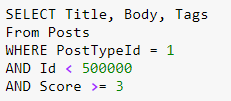 SELECT Title, Body, Tags
From Posts
WHERE PostTypeId = 1
AND Id < 500000
AND Score >= 3